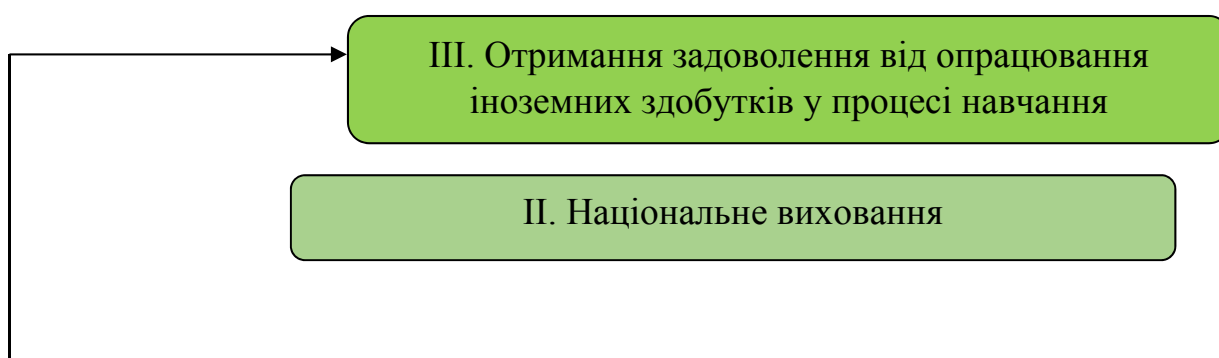 III. Отримання задоволення від опрацювання
іноземних здобутків у процесі навчання
II. Національне виховання